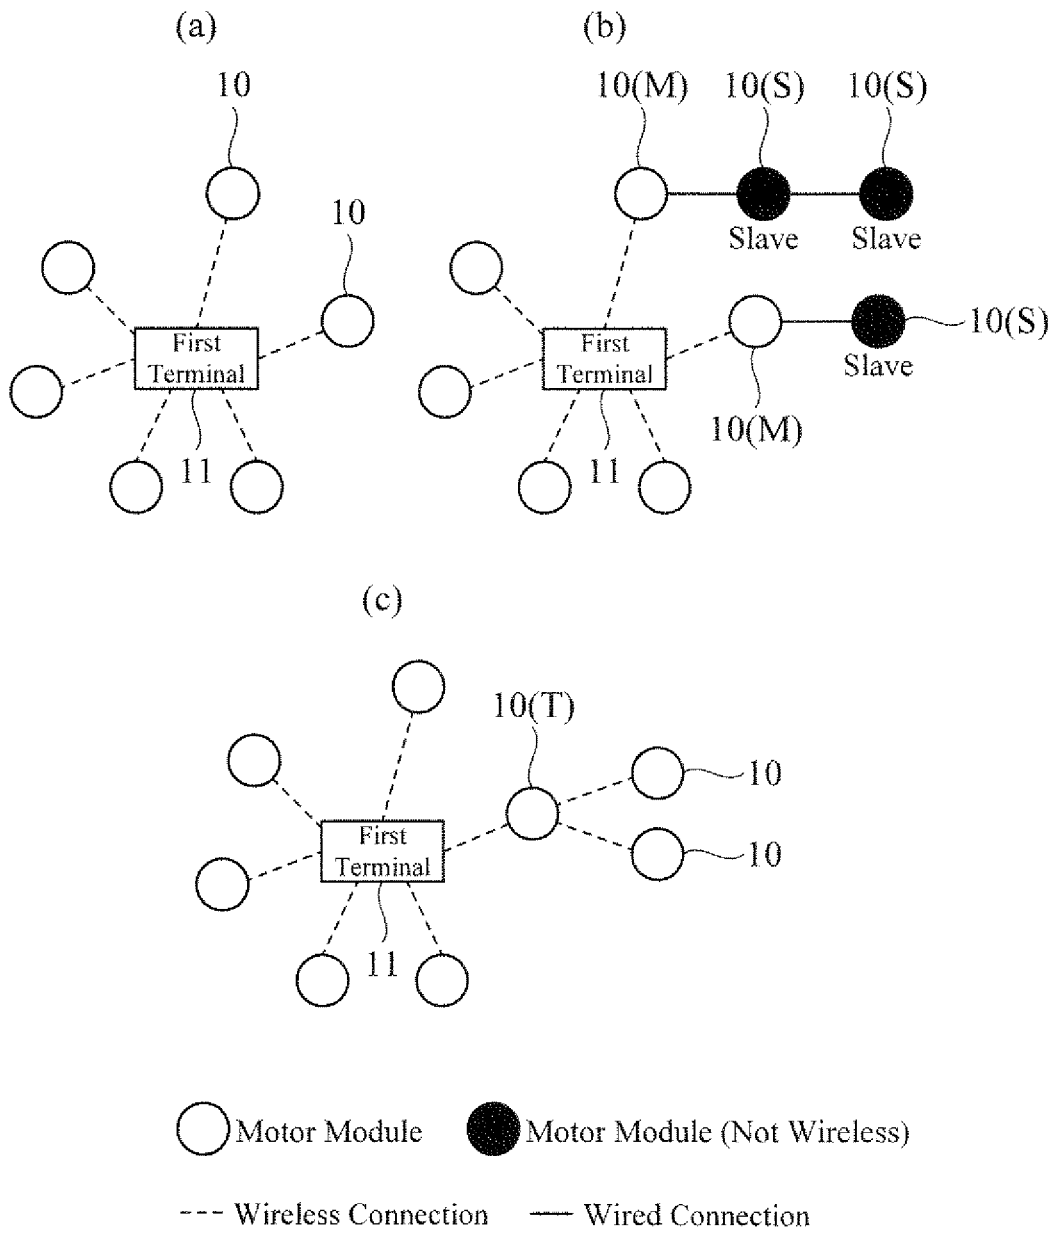 (a)
10
10
First
Terminal
11
(b)
10(M)
10(S)
10(S)
Slave
Slave
10(S)
Slave
10(M)
First
Terminal
11
(c)
10(T)
10
10
First
Terminal
11
Motor Module
Motor Module (Not Wireless)
Wireless Connection
Wired Connection